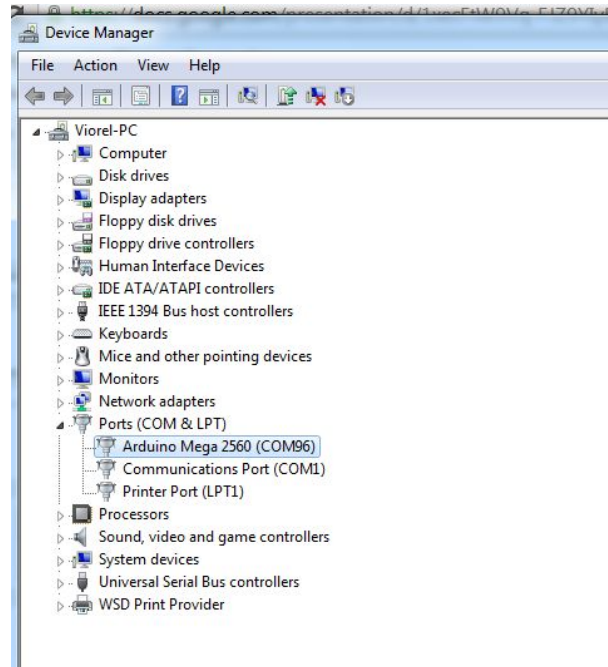 Device Manager
File Action View Help
Viorel-PC
Computer
Disk drives
Display adapters
Floppy disk drives
Floppy drive controllers
Human Interface Devices
IDE ATA/ATAPI controllers
IEEE 1394 Bus host controllers
Keyboards
Mice and other pointing devices
Monitors
Network adapters
Ports (COM & LPT)
Arduino Mega 2560 (COM96)
Communications Port (COM1)
Printer Port (LPT1)
Processors
Sound, video and game controllers
System devices
Universal Serial Bus controllers
WSD Print Provider